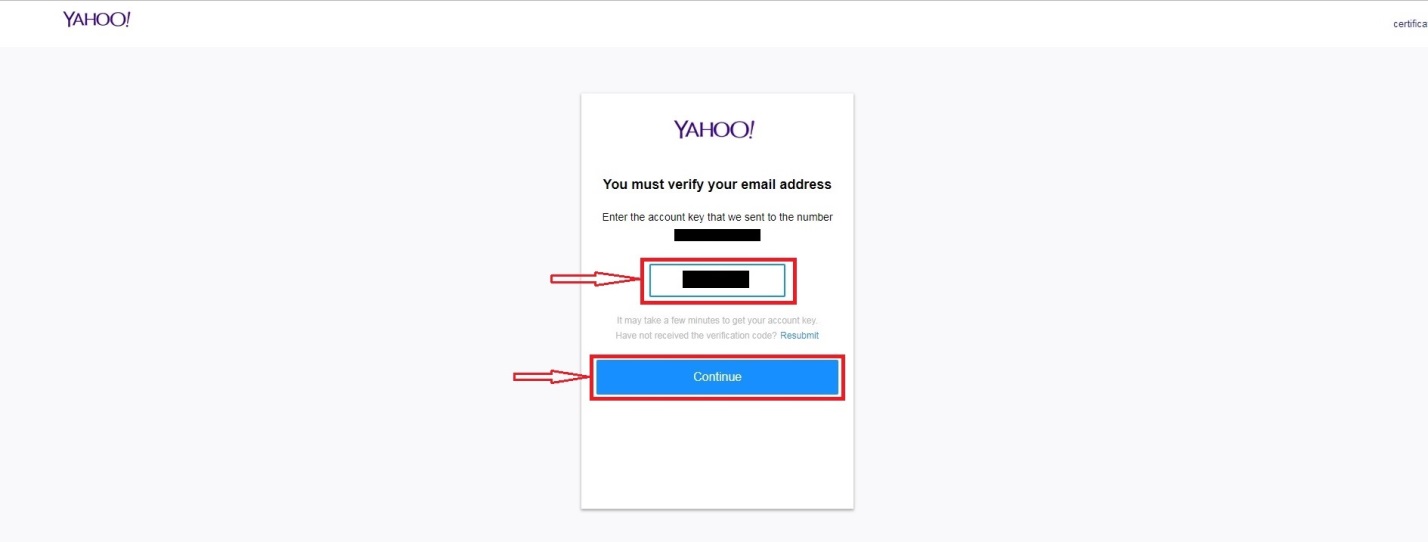 YAHOO!
certifica
YAHOO!
You must verify your email address
Enter the account key that we sent to the number
It may take a few minutes to get your account key.
Have not received the verification code? Resubmit
Continue